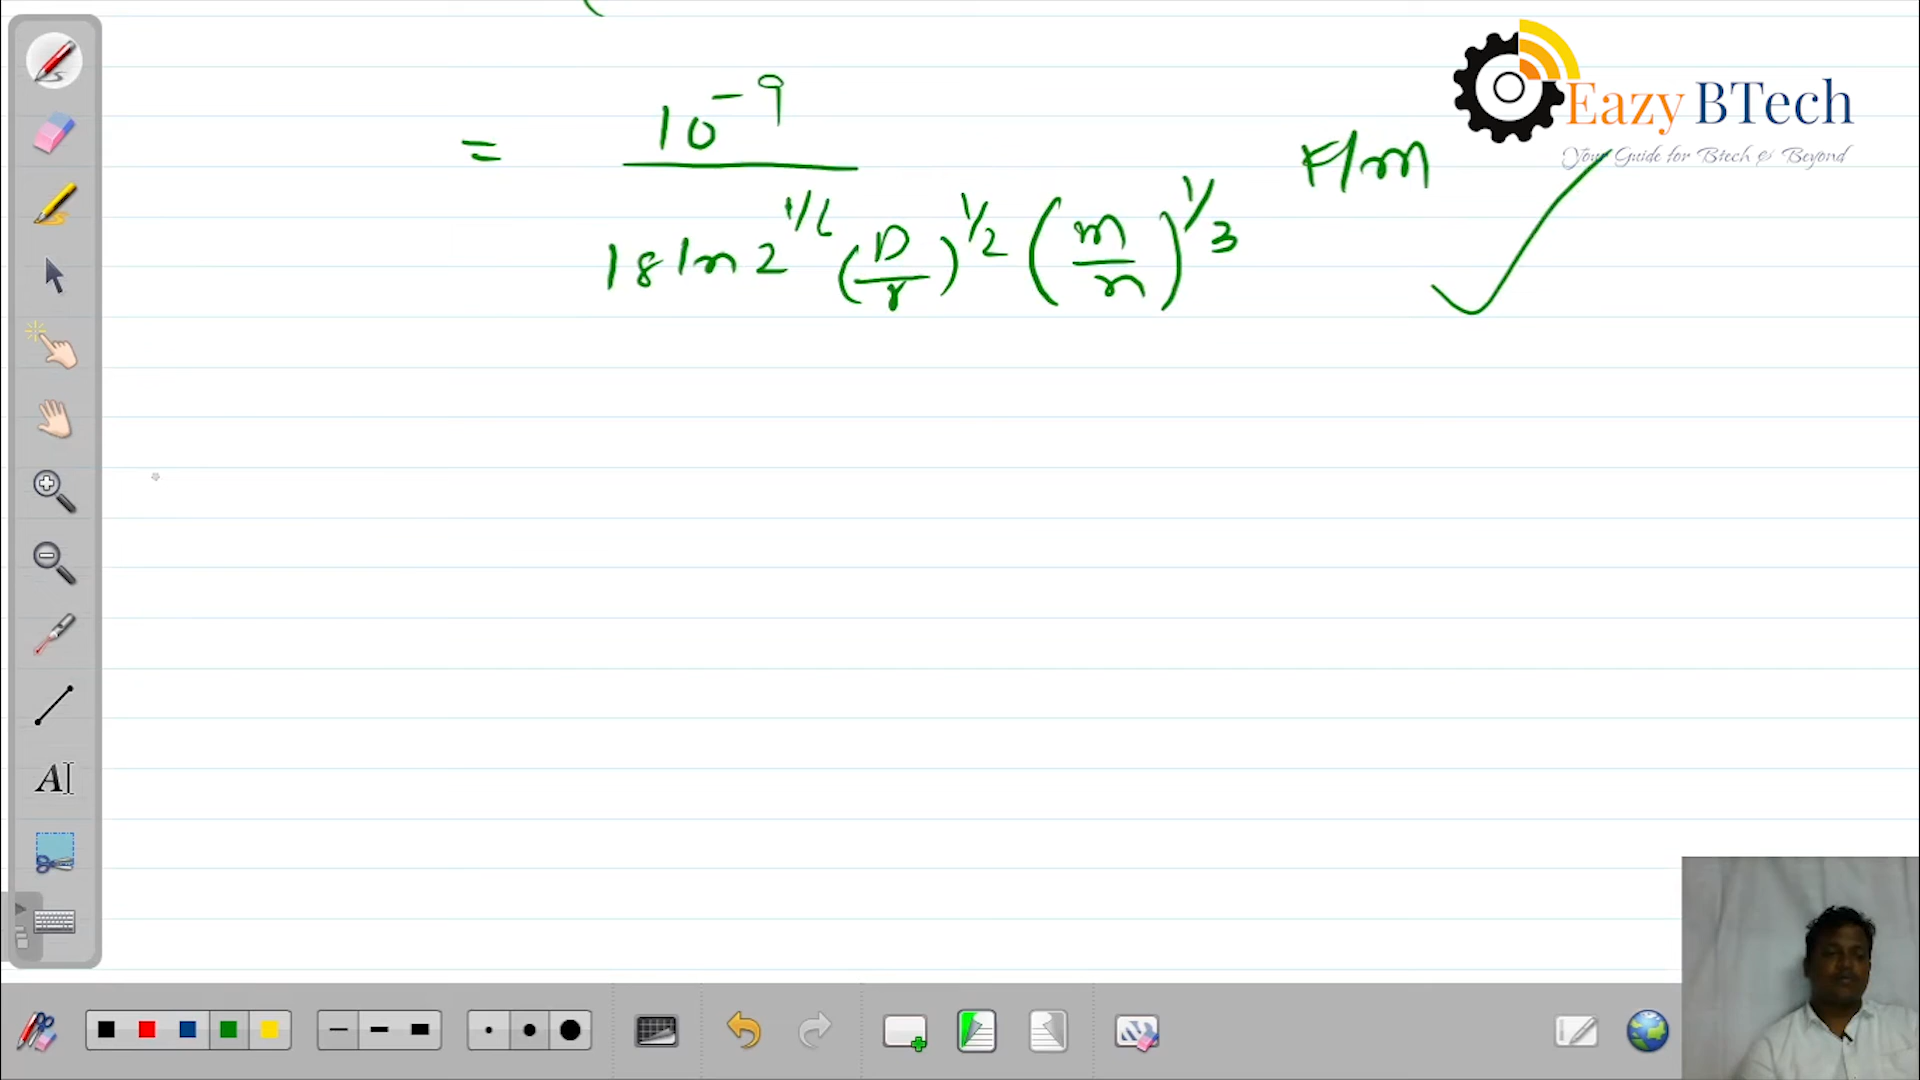 Eazy BTech
Your Guide for Btech & Beyond
= 10^-9 / 18 ln 2^1/6 (D/r)^1/2 (m/n)^1/3 F/m
A